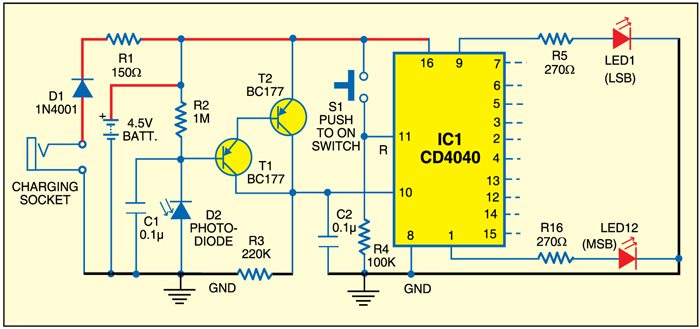 R1
150Ω
D1
1N4001
+
4.5V
BATT.
CHARGING
SOCKET
R2
1M
T2
BC177
T1
BC177
C1
0.1µ
D2
PHOTO-
DIODE
R3
220K
GND
S1
PUSH
TO ON
SWITCH
R
C2
0.1µ
R4
100K
16
9
11
10
8
1
IC1
CD4040
7
6
5
3
2
4
13
12
14
15
GND
R5
270Ω
LED1
(LSB)
R16
270Ω
LED12
(MSB)